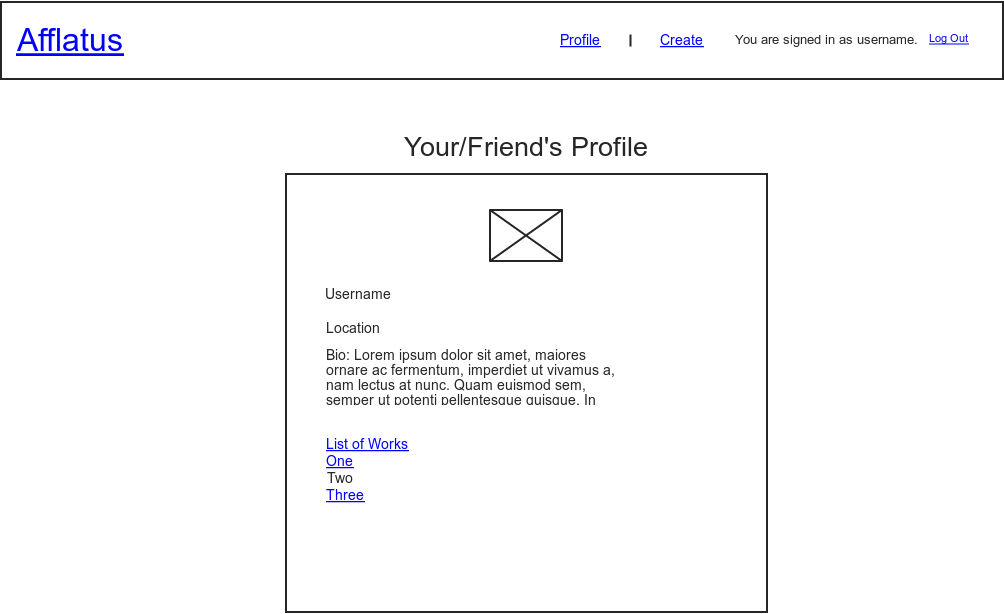 Afflatus
Profile | Create You are signed in as username. Log Out
Your/Friend's Profile
Username
Location
Bio: Lorem ipsum dolor sit amet, maiores
ornare ac fermentum, imperdiet ut vivamus a,
nam lectus at nunc. Quam euismod sem,
semper ut potenti pellentesque quisque. In
List of Works
One
Two
Three